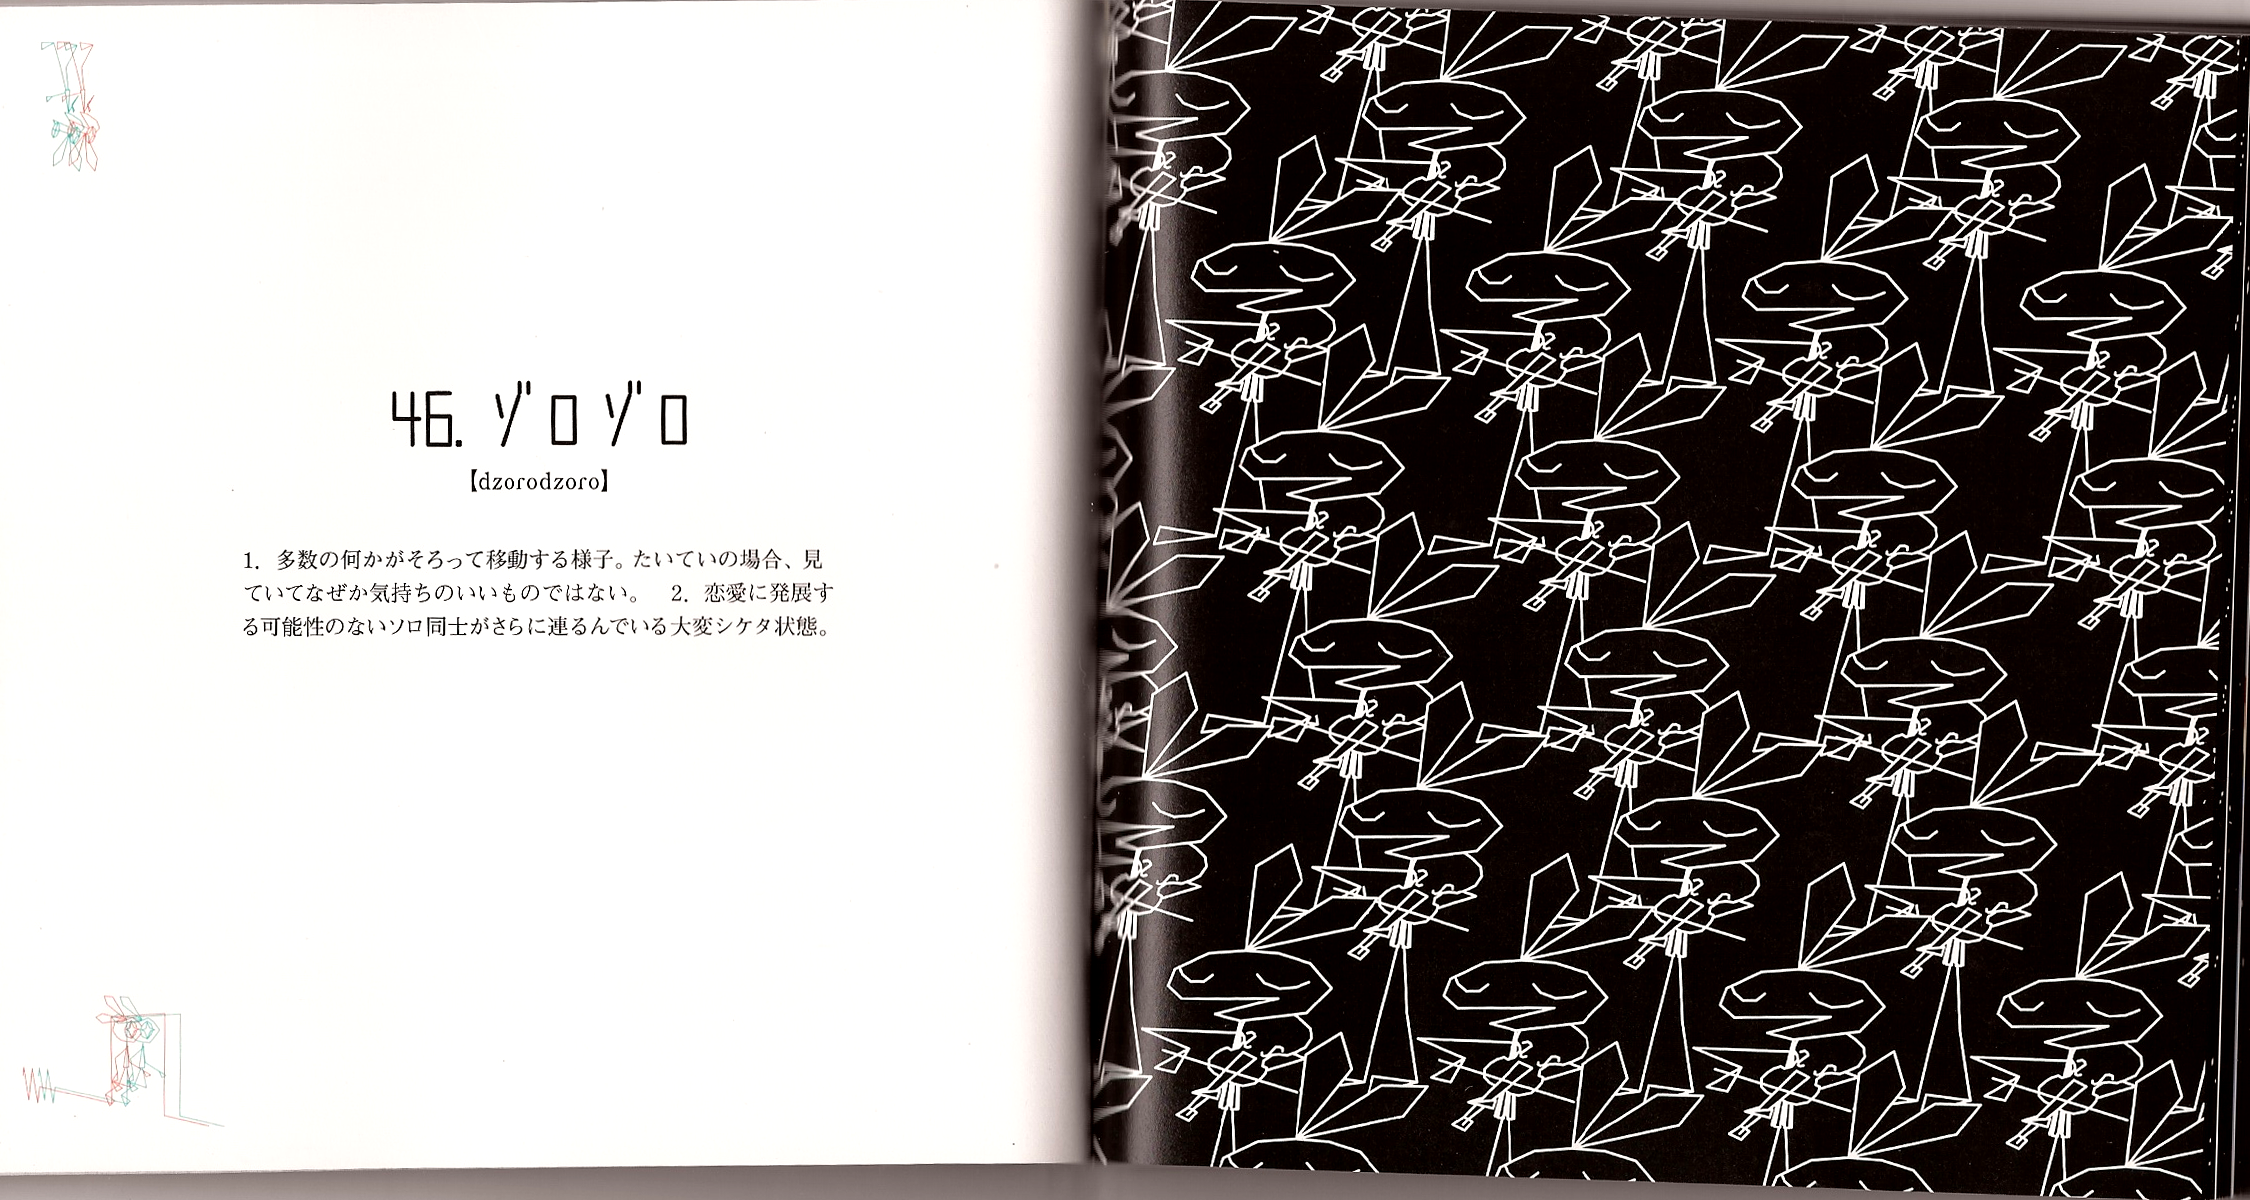 46. ゾロゾロ
【dzorodzoro】
1. 多数の何かがそろって移動する様子。たいていの場合、見
ていてなぜか気持ちのいいものではない。 2. 恋愛に発展す
る可能性のないソロ同士がさらに連るんでいる大変シケタ状態。